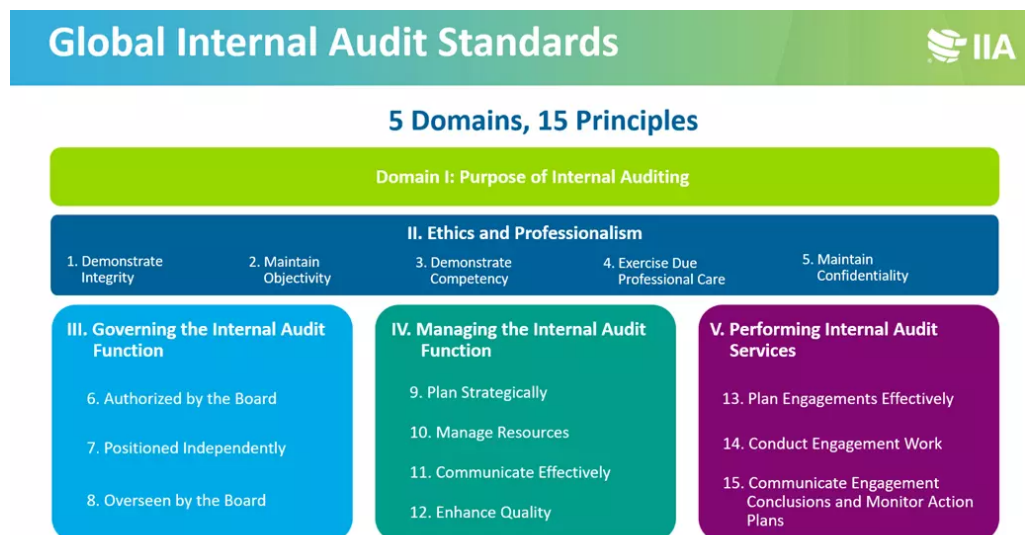 Global Internal Audit Standards
IIA
5 Domains, 15 Principles
Domain I: Purpose of Internal Auditing
II. Ethics and Professionalism
1. Demonstrate
Integrity
2. Maintain
Objectivity
3. Demonstrate
Competency
4. Exercise Due
Professional Care
5. Maintain
Confidentiality
III. Governing the Internal Audit
Function
6. Authorized by the Board
7. Positioned Independently
8. Overseen by the Board
IV. Managing the Internal Audit
Function
9. Plan Strategically
10. Manage Resources
11. Communicate Effectively
12. Enhance Quality
V. Performing Internal Audit
Services
13. Plan Engagements Effectively
14. Conduct Engagement Work
15. Communicate Engagement
Conclusions and Monitor Action
Plans